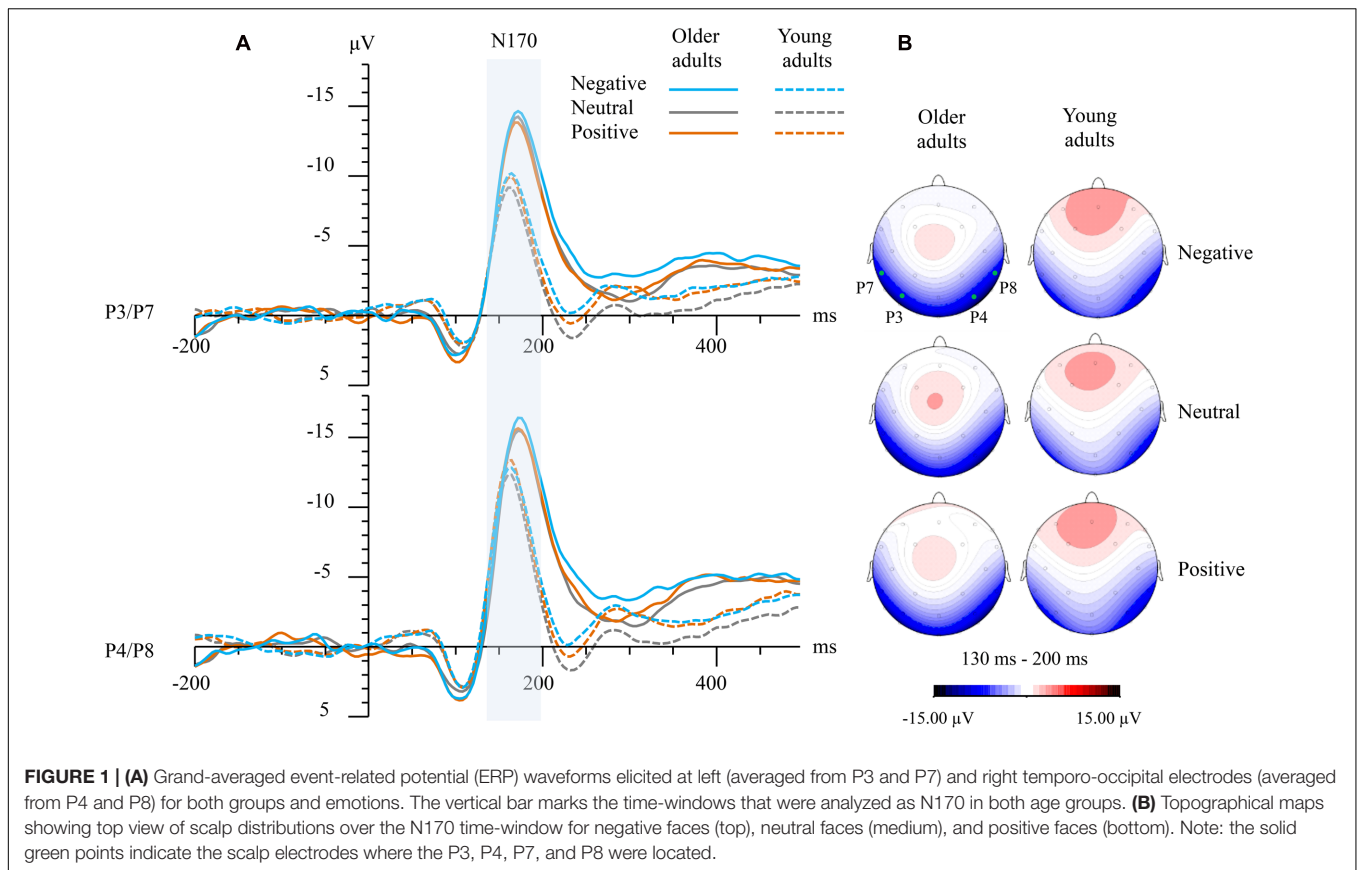 A
µV
N170
Older adults
Young adults
Negative
Neutral
Positive
-15
-10
-5
P3/P7
-200
200
400
ms
5
-15
-10
-5
P4/P8
-200
200
400
ms
5
B
Older adults
Young adults
P7
P3
P4
P8
Negative
Neutral
Positive
130 ms - 200 ms
-15.00 µV
15.00 µV
FIGURE 1 | (A) Grand-averaged event-related potential (ERP) waveforms elicited at left (averaged from P3 and P7) and right temporo-occipital electrodes (averaged
from P4 and P8) for both groups and emotions. The vertical bar marks the time-windows that were analyzed as N170 in both age groups. (B) Topographical maps
showing top view of scalp distributions over the N170 time-window for negative faces (top), neutral faces (medium), and positive faces (bottom). Note: the solid
green points indicate the scalp electrodes where the P3, P4, P7, and P8 were located.